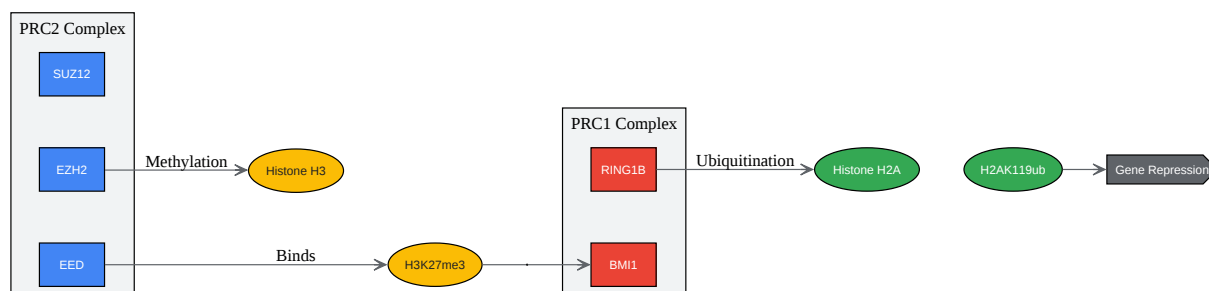 PRC2 Complex
SUZ12
PRC1 Complex
EZH2
Methylation
Histone H3
RING1B
Ubiquitination
Histone H2A
H2AK119ub
Gene Repression
EED
Binds
H3K27me3
BMI1